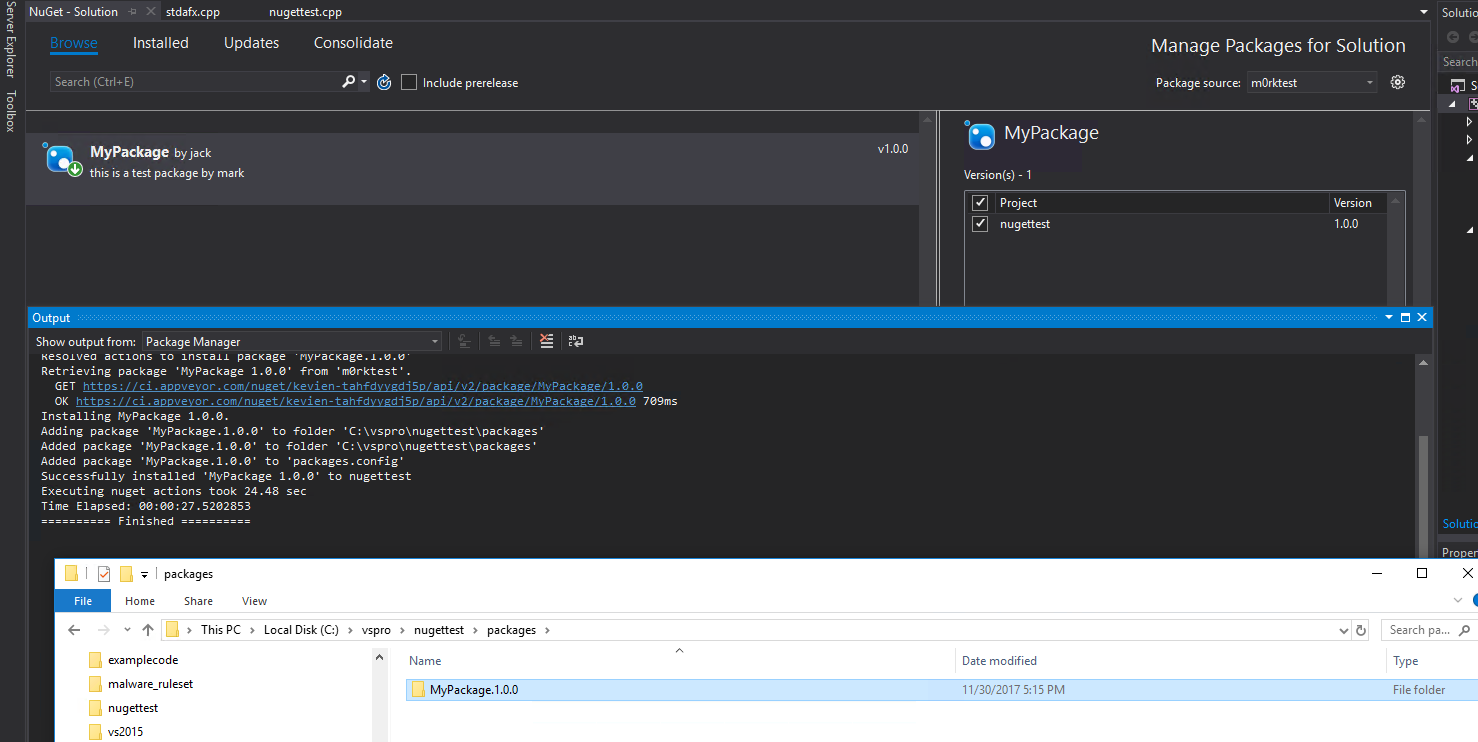 Server Explorer
Toolbox
NuGet - Solution
stdafx.cpp
nugettest.cpp
Browse
Installed
Updates
Consolidate
Manage Packages for Solution
Search (Ctrl+E)
Include prerelease
Package source: m0rktest
MyPackage by jack
v1.0.0
this is a test package by mark
MyPackage
Version(s) - 1
Project Version
nugettest 1.0.0
Solutio
Search
S
Output
Show output from: Package Manager
Resolved actions to install package 'MyPackage.1.0.0'
Retrieving package 'MyPackage 1.0.0' from 'm0rktest'.
GET https://ci.appveyor.com/nuget/kevien-tahfdyvgdj5p/api/v2/package/MyPackage/1.0.0
OK https://ci.appveyor.com/nuget/kevien-tahfdyvgdj5p/api/v2/package/MyPackage/1.0.0 709ms
Installing MyPackage 1.0.0.
Adding package 'MyPackage.1.0.0' to folder 'C:\vspro\nugettest\packages'
Added package 'MyPackage.1.0.0' to folder 'C:\vspro\nugettest\packages'
Added package 'MyPackage.1.0.0' to 'packages.config'
Successfully installed 'MyPackage 1.0.0' to nugettest
Executing nuget actions took 24.48 sec
Time Elapsed: 00:00:27.5202853
========== Finished ==========
Solutio
Proper
packages
File
Home
Share
View
This PC > Local Disk (C:) > vspro > nugettest > packages >
Search pa...
examplecode
malware_ruleset
nugettest
vs2015
Name
Date modified
Type
MyPackage.1.0.0
11/30/2017 5:15 PM
File folder